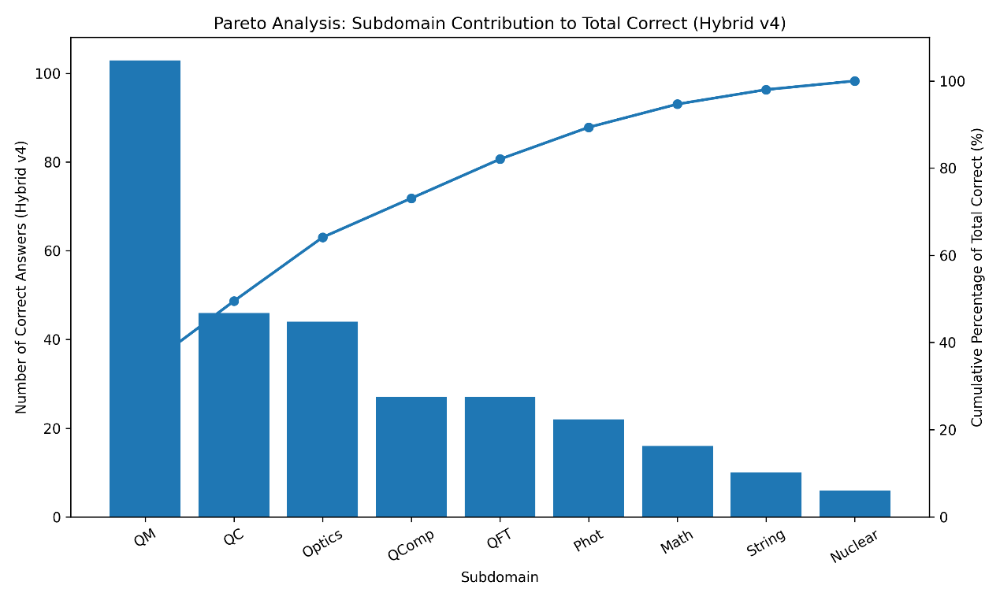 Pareto Analysis: Subdomain Contribution to Total Correct (Hybrid v4)
Number of Correct Answers (Hybrid v4)
100
80
60
40
20
0
100
80
60
40
20
0
Cumulative Percentage of Total Correct (%)
QM
QC
Optics
QComp
QFT
Phot
Math
String
Nuclear
Subdomain